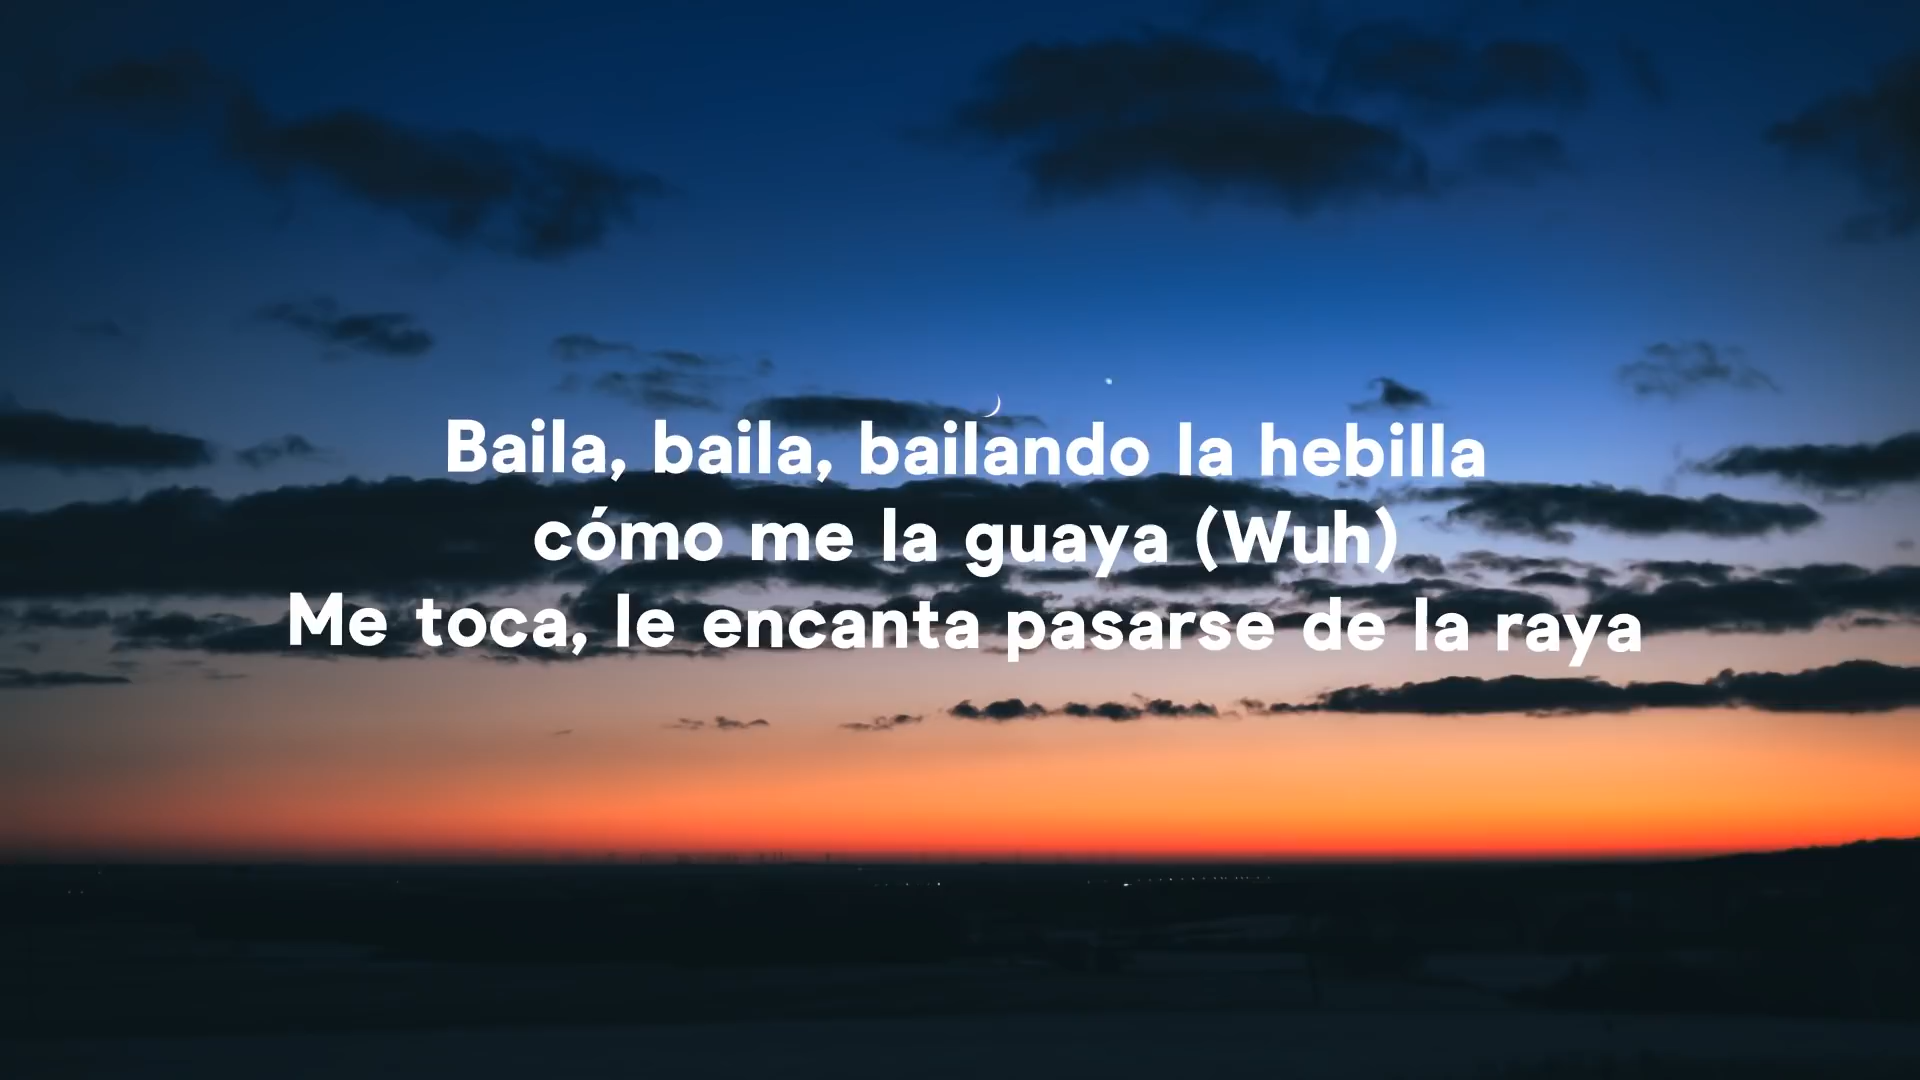 Baila, baila, bailando la hebilla
cómo me la guaya (Wuh)
Me toca, le encanta pasarse de la raya